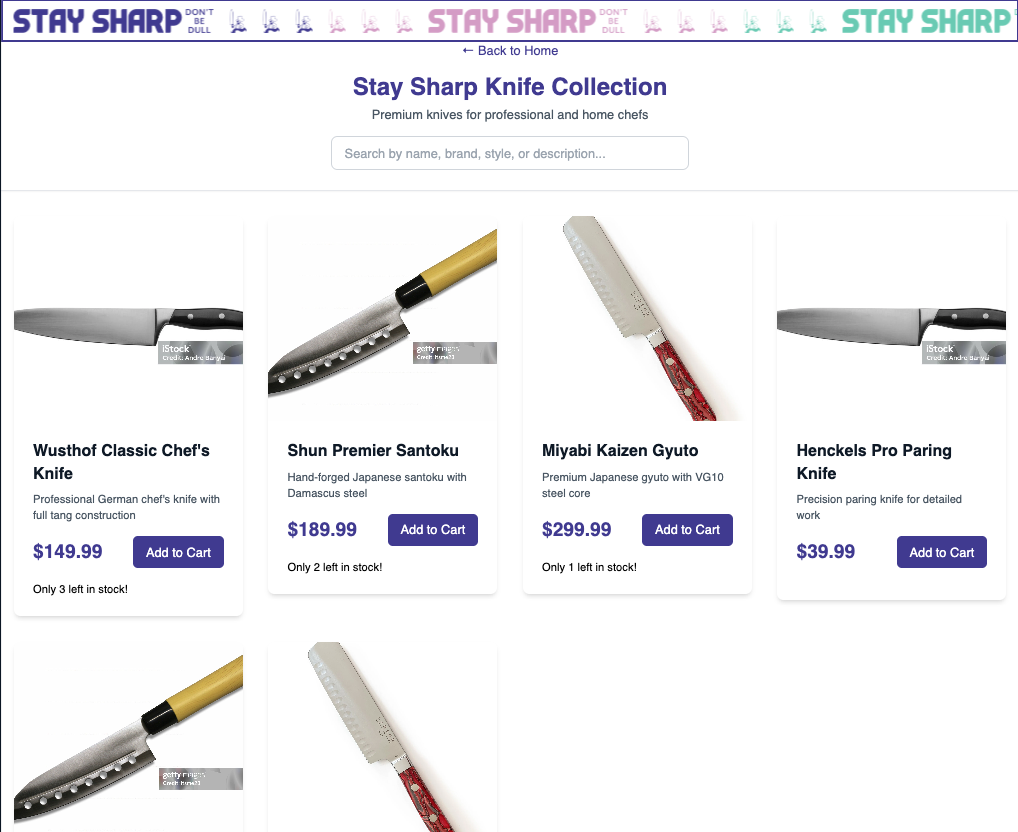 STAY SHARP DON'T BE DULL STAY SHARP DON'T BE DULL STAY SHARP
← Back to Home
Stay Sharp Knife Collection
Premium knives for professional and home chefs
Search by name, brand, style, or description...
iStock
Credit: Andre Banyai
gettyimages
Credit: hsme23
iStock
Credit: Andre Banyai
Wusthof Classic Chef's
Knife
Professional German chef's knife with
full tang construction
$149.99
Add to Cart
Only 3 left in stock!
Shun Premier Santoku
Hand-forged Japanese santoku with
Damascus steel
$189.99
Add to Cart
Only 2 left in stock!
Miyabi Kaizen Gyuto
Premium Japanese gyuto with VG10
steel core
$299.99
Add to Cart
Only 1 left in stock!
Henckels Pro Paring
Knife
Precision paring knife for detailed
work
$39.99
Add to Cart
gettyimages
Credit: